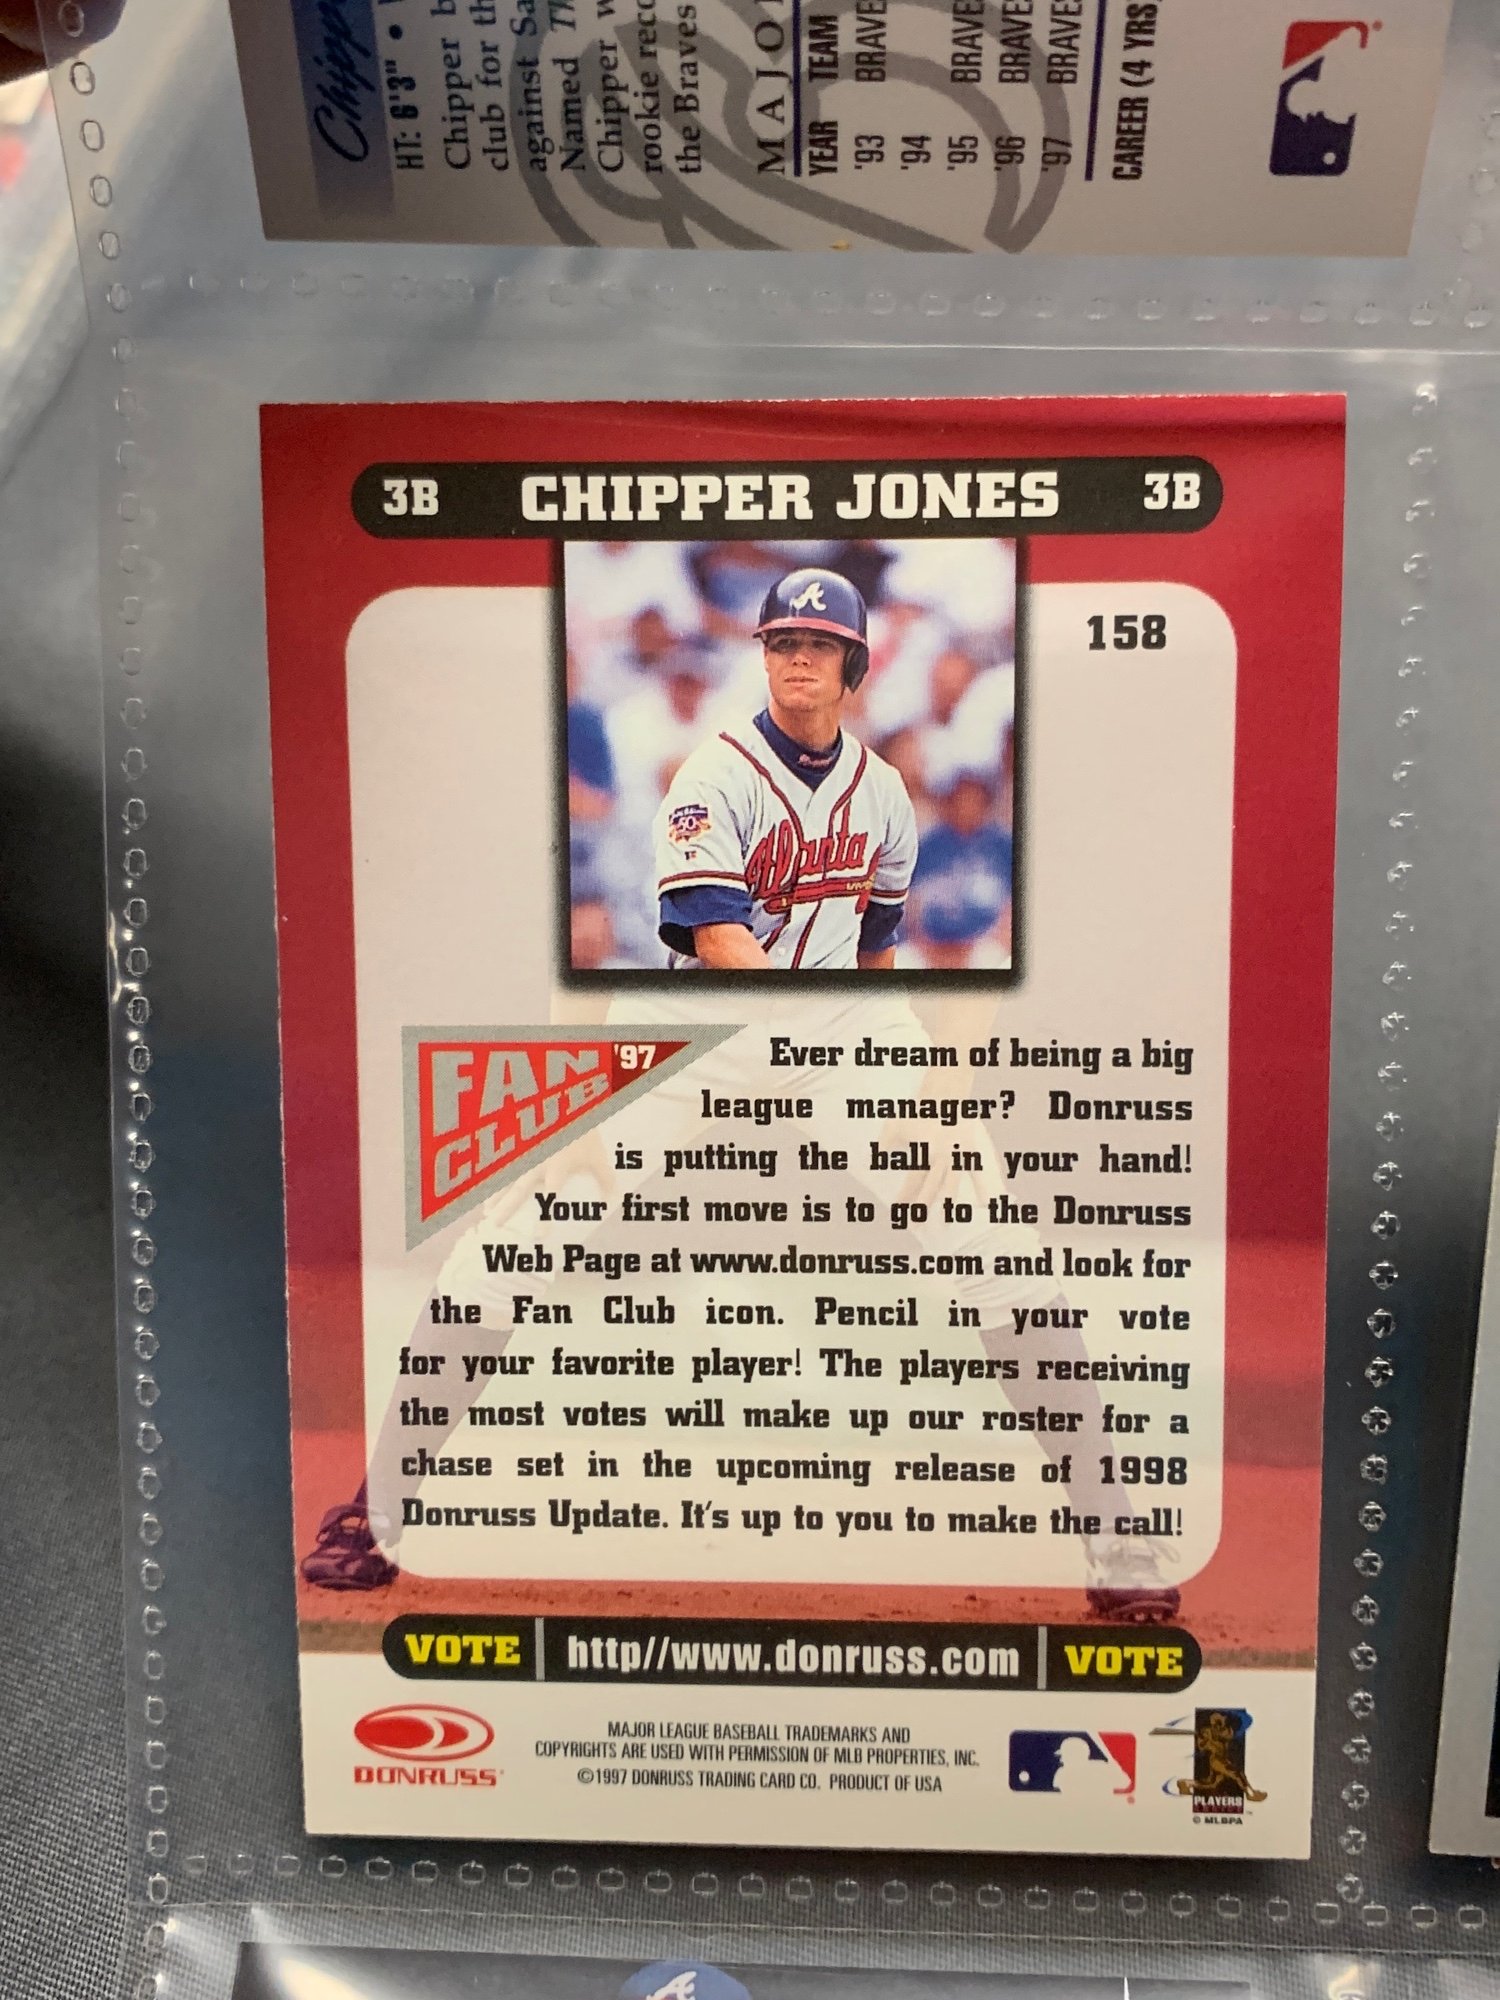 Chipp
HT: 6'3" •
Chipper b
club for th
against Sa
Named Th
Chipper w
rookie reco
the Braves
MAJO
YEAR TEAM
'93 BRAVE
'94
'95 BRAVE
'96 BRAVE
'97 BRAVES
CAREER (4 YRS
3B CHIPPER JONES 3B
158
A
50
Atlanta
FAN '97
CLUB
Ever dream of being a big
league manager? Donruss
is putting the ball in your hand!
Your first move is to go to the Donruss
Web Page at www.donruss.com and look for
the Fan Club icon. Pencil in your vote
for your favorite player! The players receiving
the most votes will make up our roster for a
chase set in the upcoming release of 1998
Donruss Update. It's up to you to make the call!
VOTE http//www.donruss.com VOTE
DONRUSS
MAJOR LEAGUE BASEBALL TRADEMARKS AND
COPYRIGHTS ARE USED WITH PERMISSION OF MLB PROPERTIES, INC.
©1997 DONRUSS TRADING CARD CO. PRODUCT OF USA
PLAYERS
© MLBPA
A